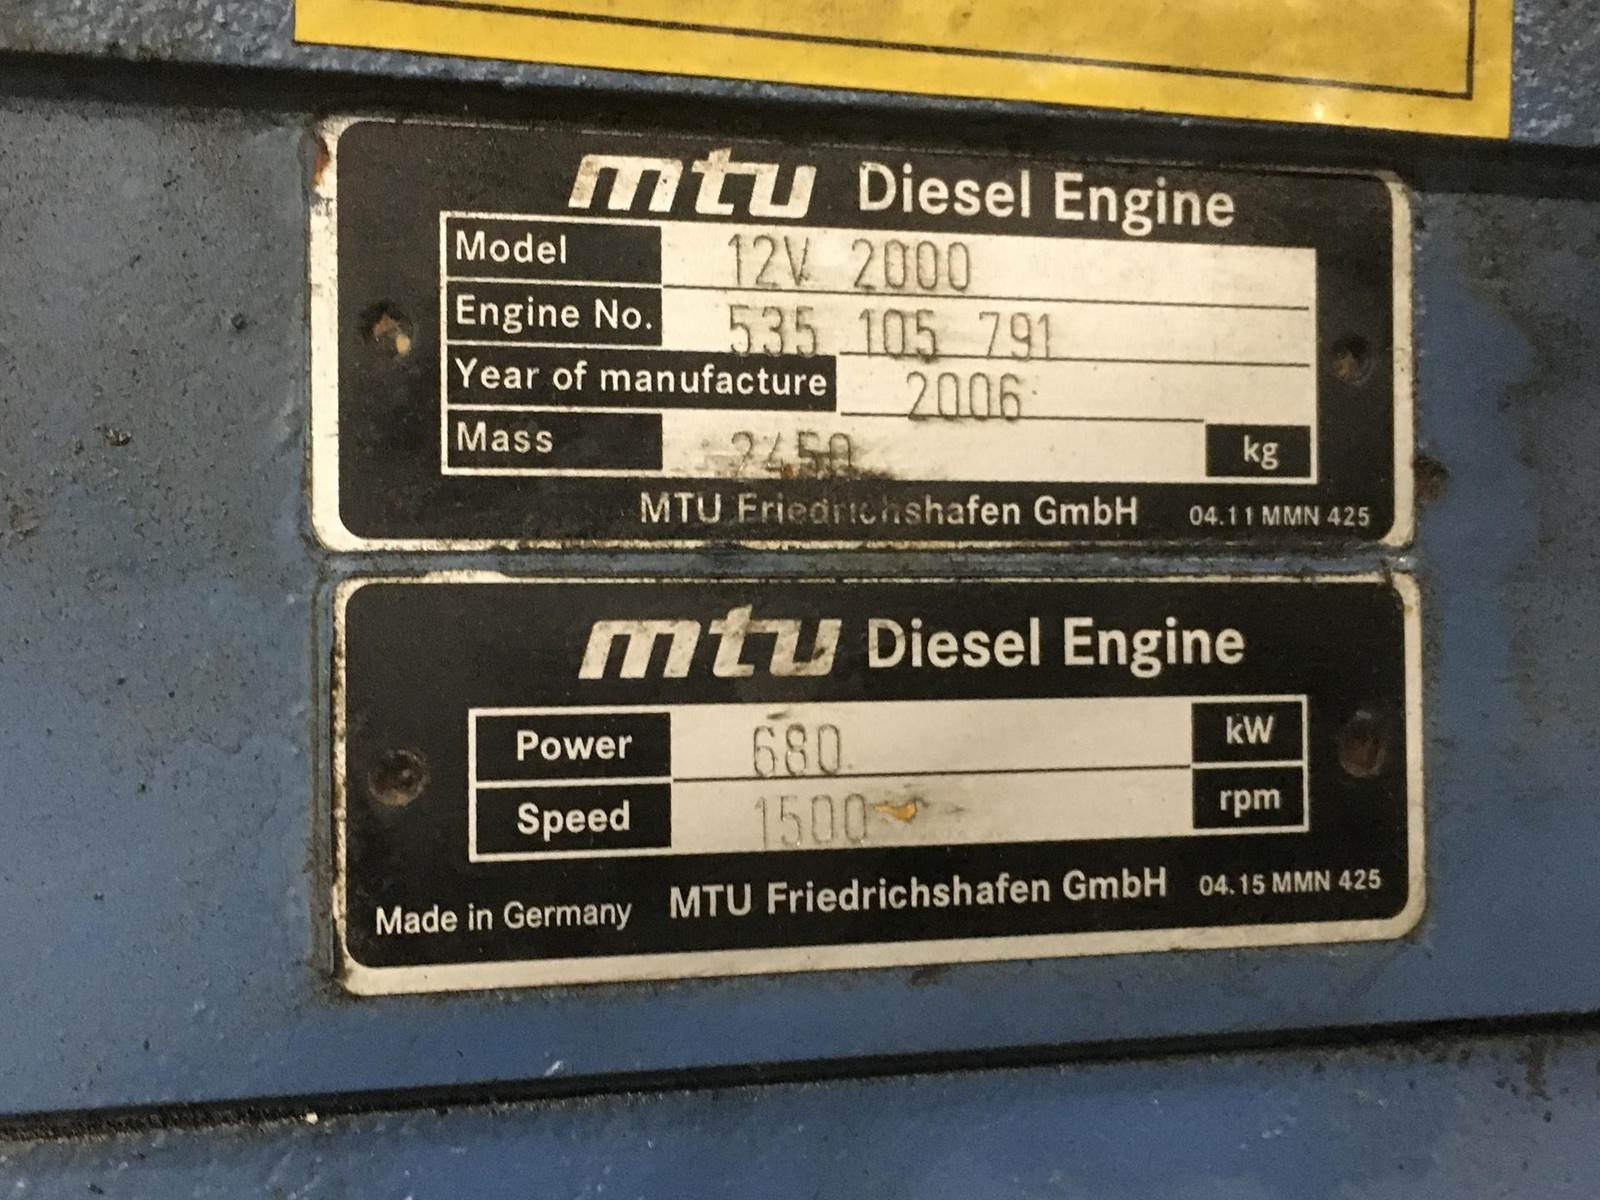 mtu Diesel Engine
Model 12V 2000
Engine No. 535 105 791
Year of manufacture 2006
Mass 2450 kg
MTU Friedrichshafen GmbH 04.11 MMN 425
mtu Diesel Engine
Power 680 kW
Speed 1500 rpm
Made in Germany MTU Friedrichshafen GmbH 04.15 MMN 425